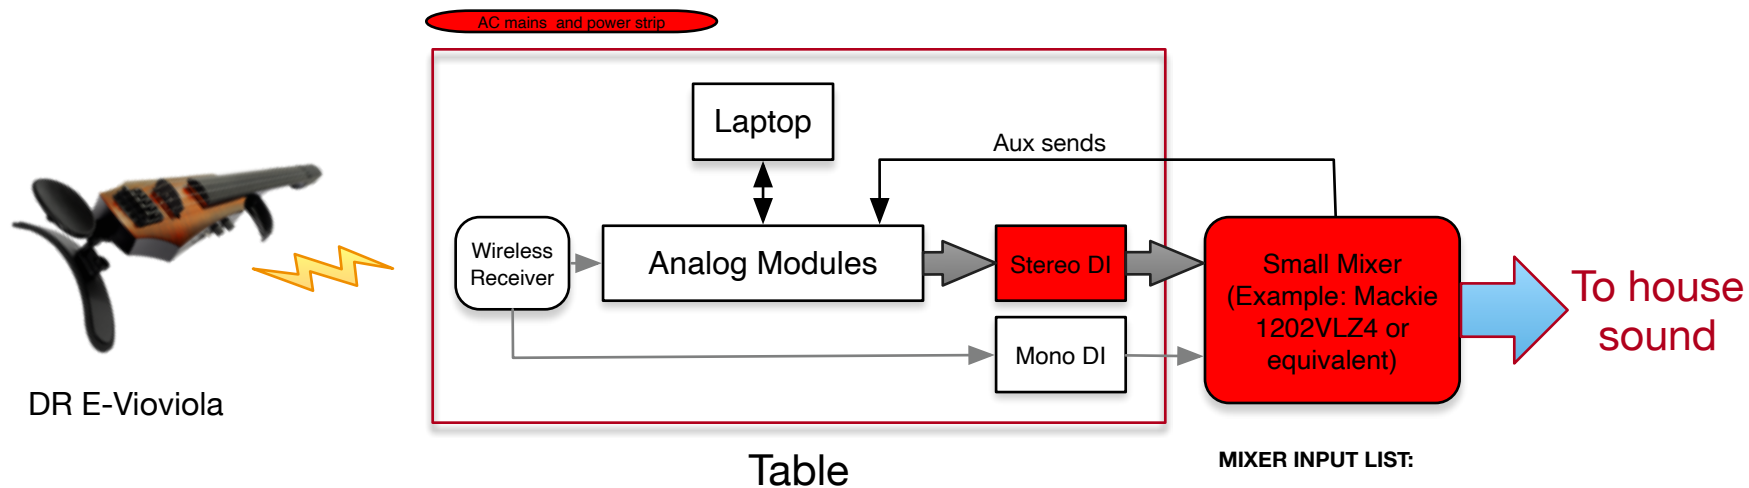 AC mains  and power strip
Laptop
Aux sends
Wireless
Receiver
Analog Modules
Stereo DI
Small Mixer
(Example: Mackie
1202VLZ4 or
equivalent)
To house
sound
Mono DI
DR E-Vioviola
Table
MIXER INPUT LIST: